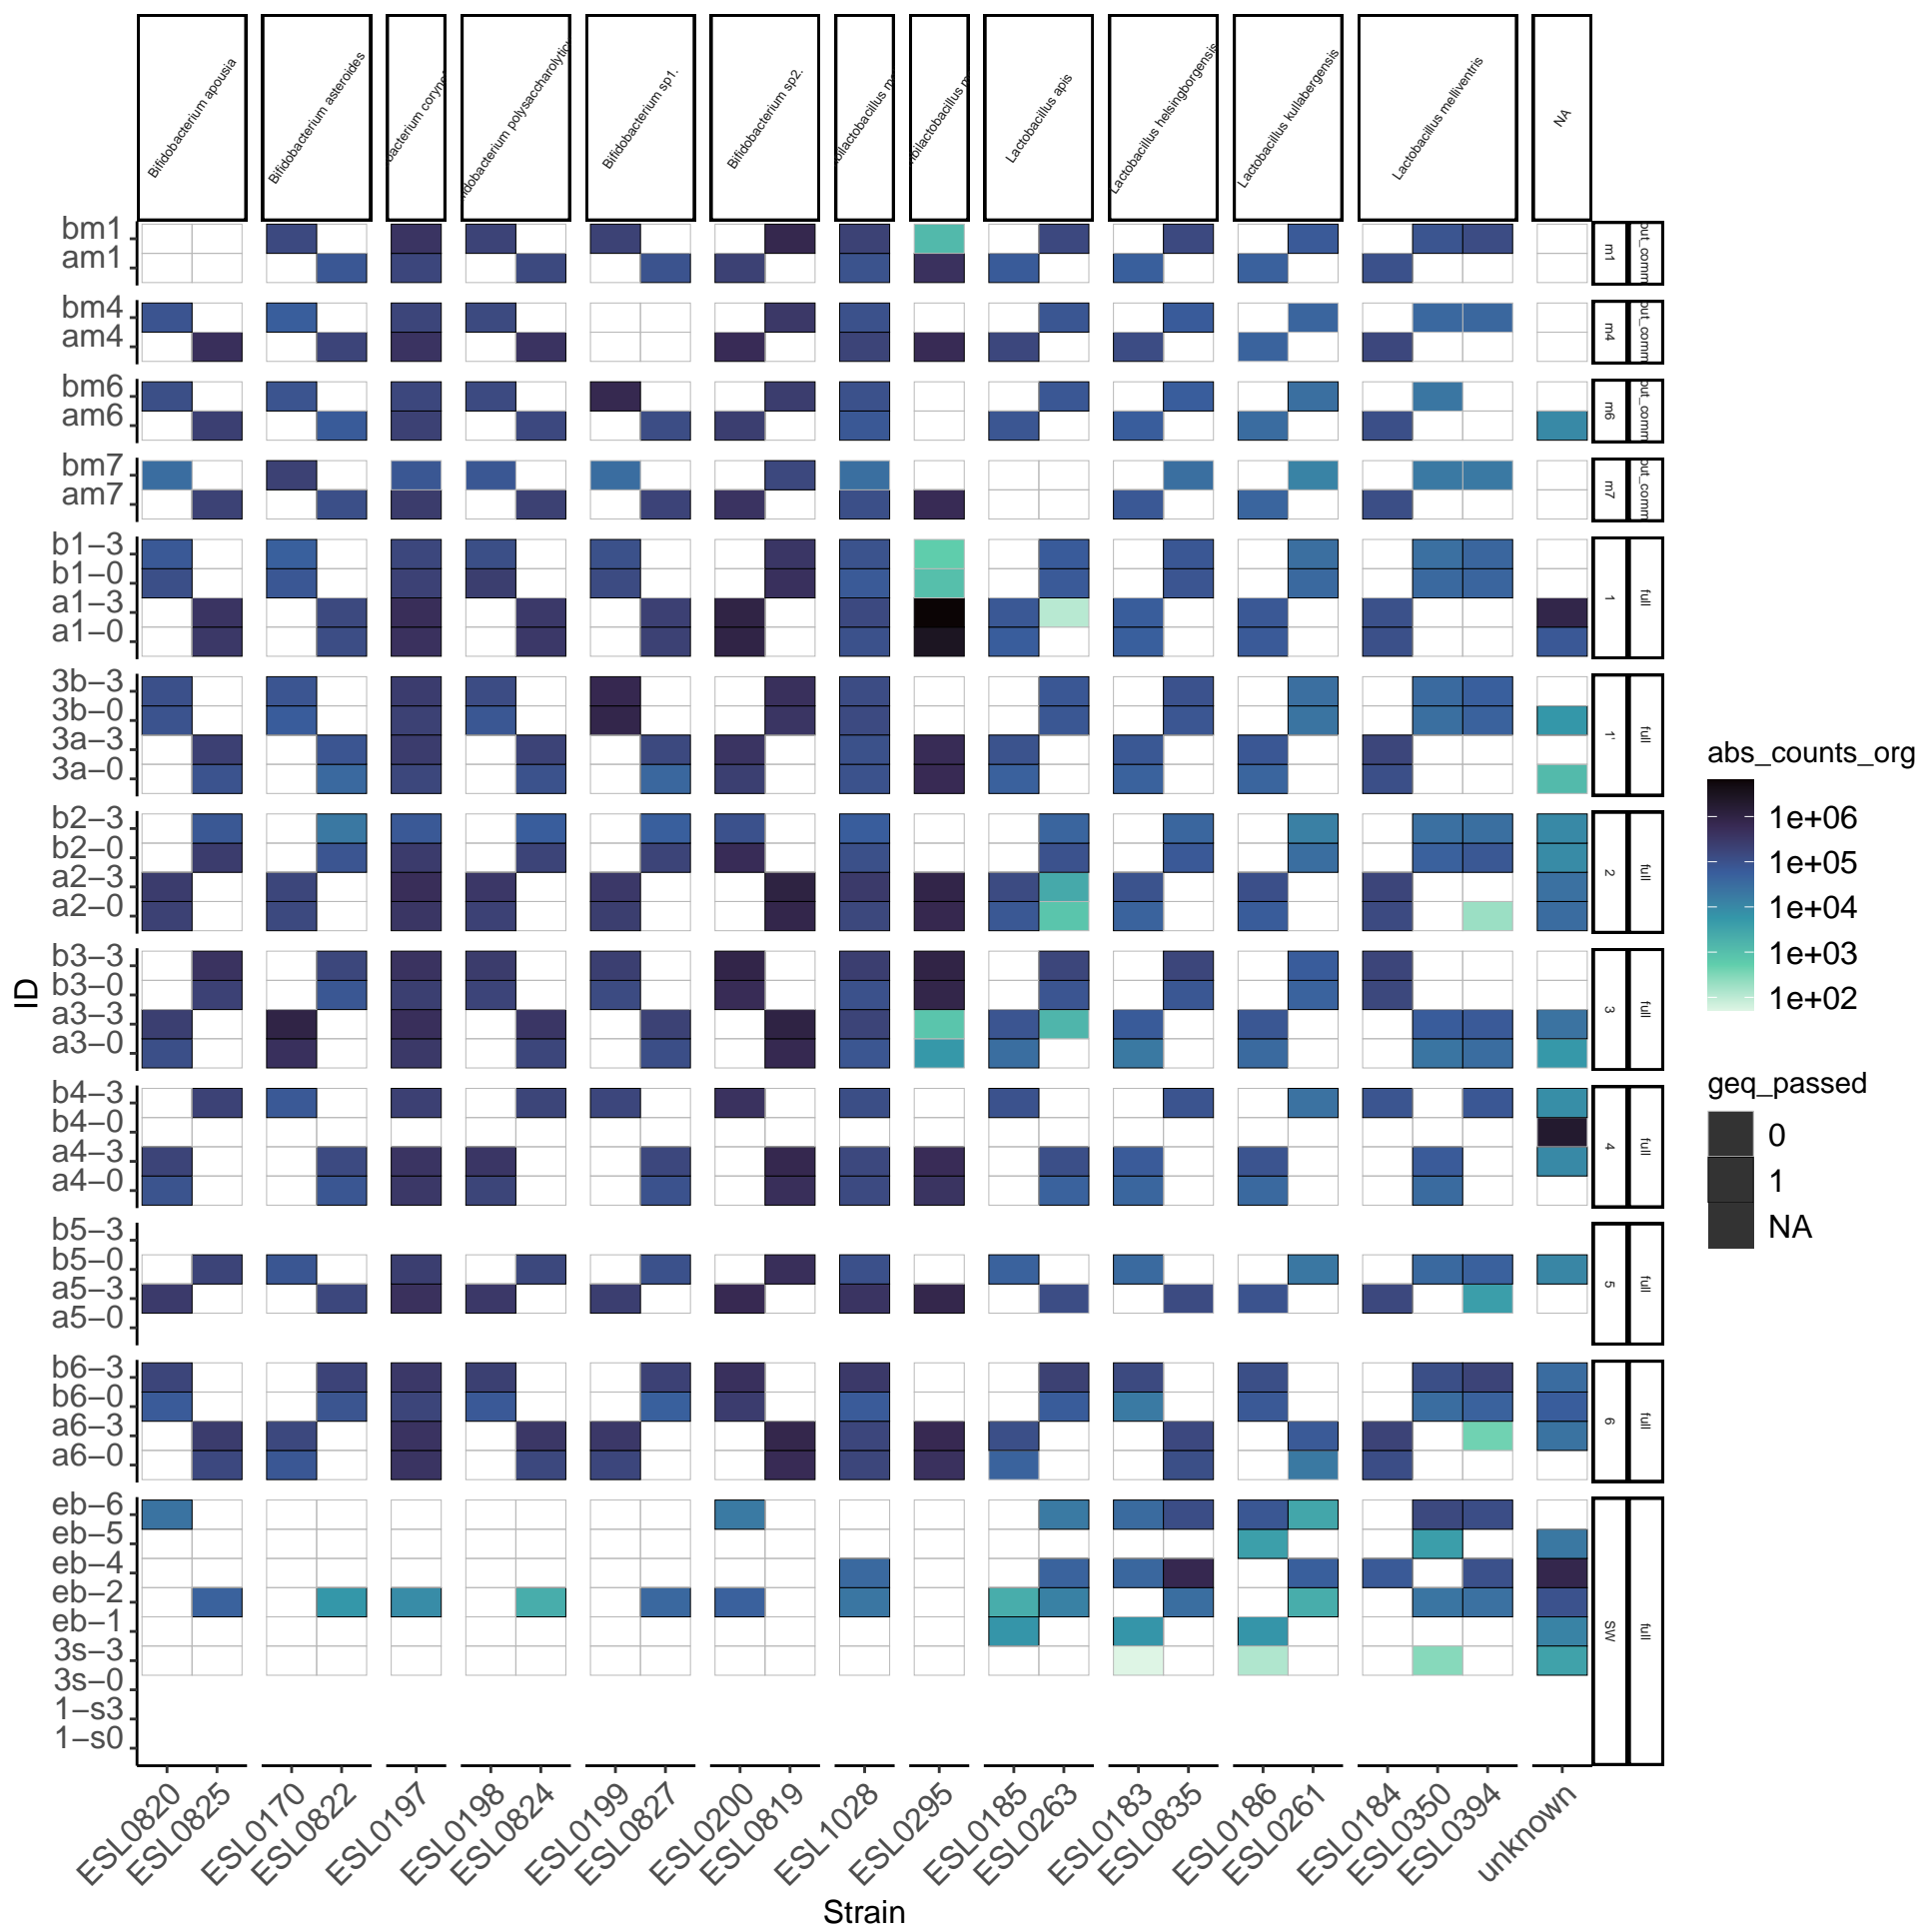 Bifidobacterium apousia
Bifidobacterium asteroides
Bifidobacterium sp1.
Bifidobacterium sp2.
Lactobacillus apis
Lactobacillus helsingborgensis
Lactobacillus kullabergensis
Lactobacillus melliventris
NA
bm1
am1
m1
bm4
am4
m4
bm6
am6
m6
bm7
am7
m7
b1−3
b1−0
a1−3
a1−0
1
full
3b−3
3b−0
3a−3
3a−0
1'
full
b2−3
b2−0
a2−3
a2−0
2
full
b3−3
b3−0
a3−3
a3−0
3
full
b4−3
b4−0
a4−3
a4−0
4
full
b5−3
b5−0
a5−3
a5−0
5
full
b6−3
b6−0
a6−3
a6−0
6
full
eb−6
eb−5
eb−4
eb−2
eb−1
3s−3
3s−0
1−s3
1−s0
SW
full
ID
ESL0820
ESL0825
ESL0170
ESL0822
ESL0197
ESL0198
ESL0824
ESL0199
ESL0827
ESL0200
ESL0819
ESL1028
ESL0295
ESL0185
ESL0263
ESL0183
ESL0835
ESL0186
ESL0261
ESL0184
ESL0350
ESL0394
unknown
Strain
abs_counts_org
1e+06
1e+05
1e+04
1e+03
1e+02
geq_passed
0
1
NA